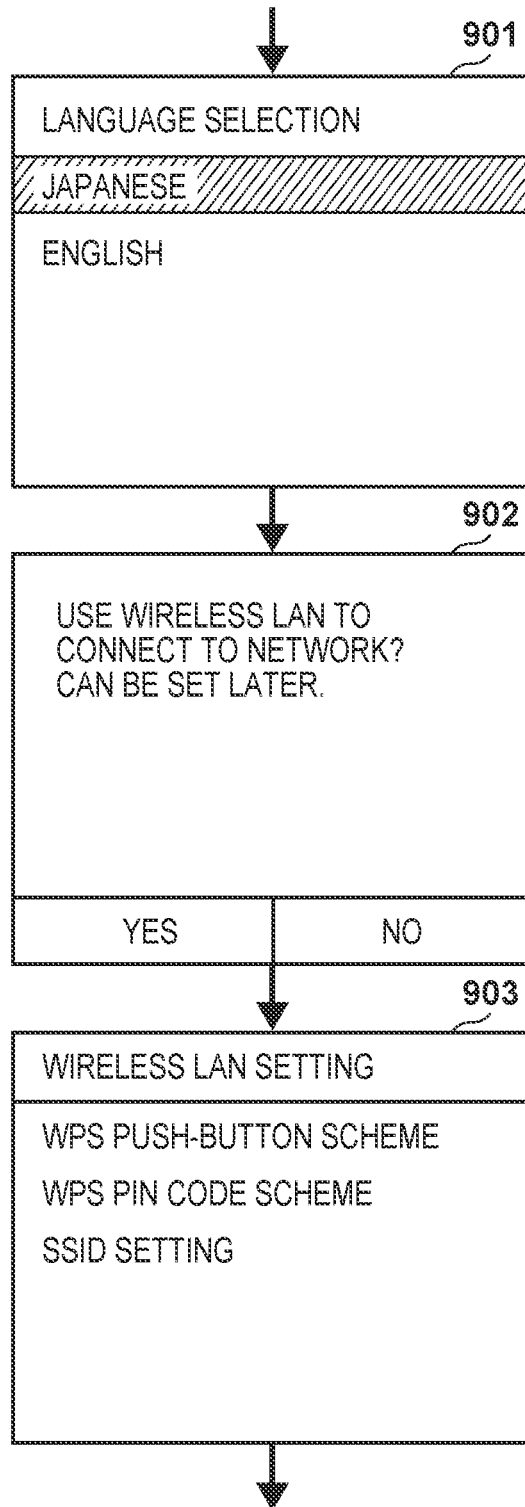 901
LANGUAGE SELECTION
JAPANESE
ENGLISH
902
USE WIRELESS LAN TO
CONNECT TO NETWORK?
CAN BE SET LATER.
YES NO
903
WIRELESS LAN SETTING
WPS PUSH-BUTTON SCHEME
WPS PIN CODE SCHEME
SSID SETTING